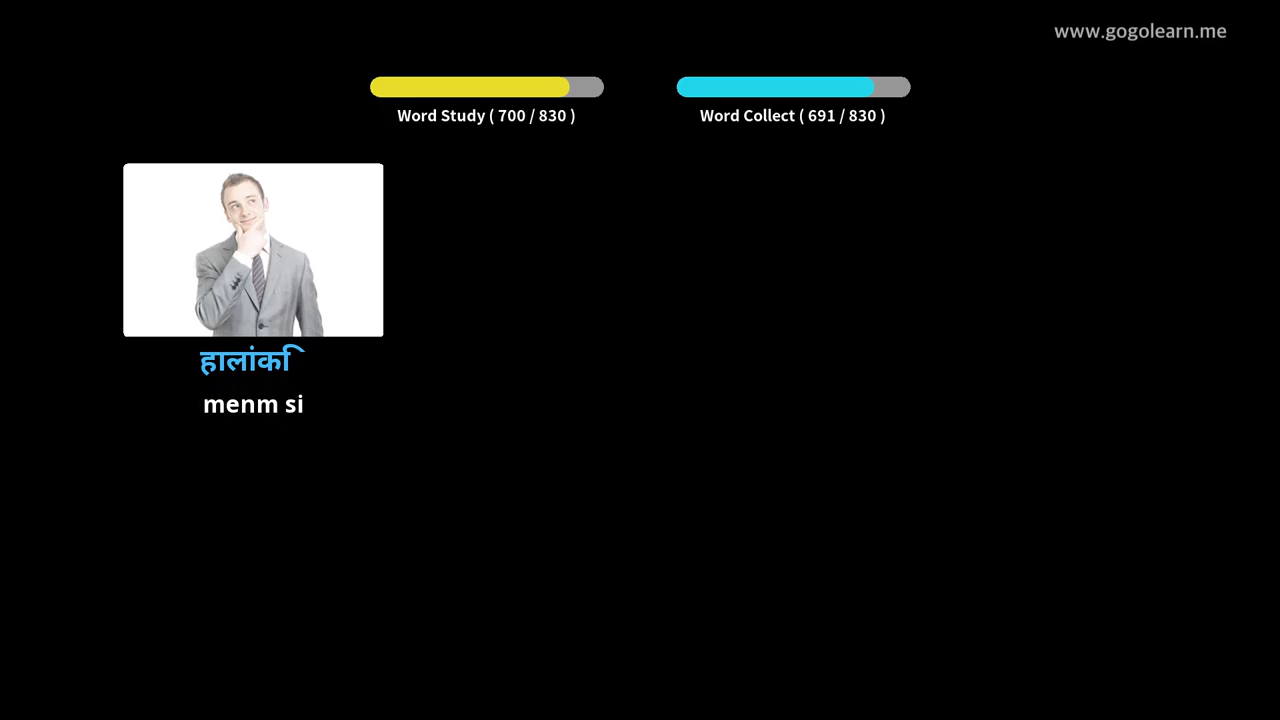 www.gogolearn.me
Word Study ( 700 / 830 )
Word Collect ( 691 / 830 )
हालांकि
menm si